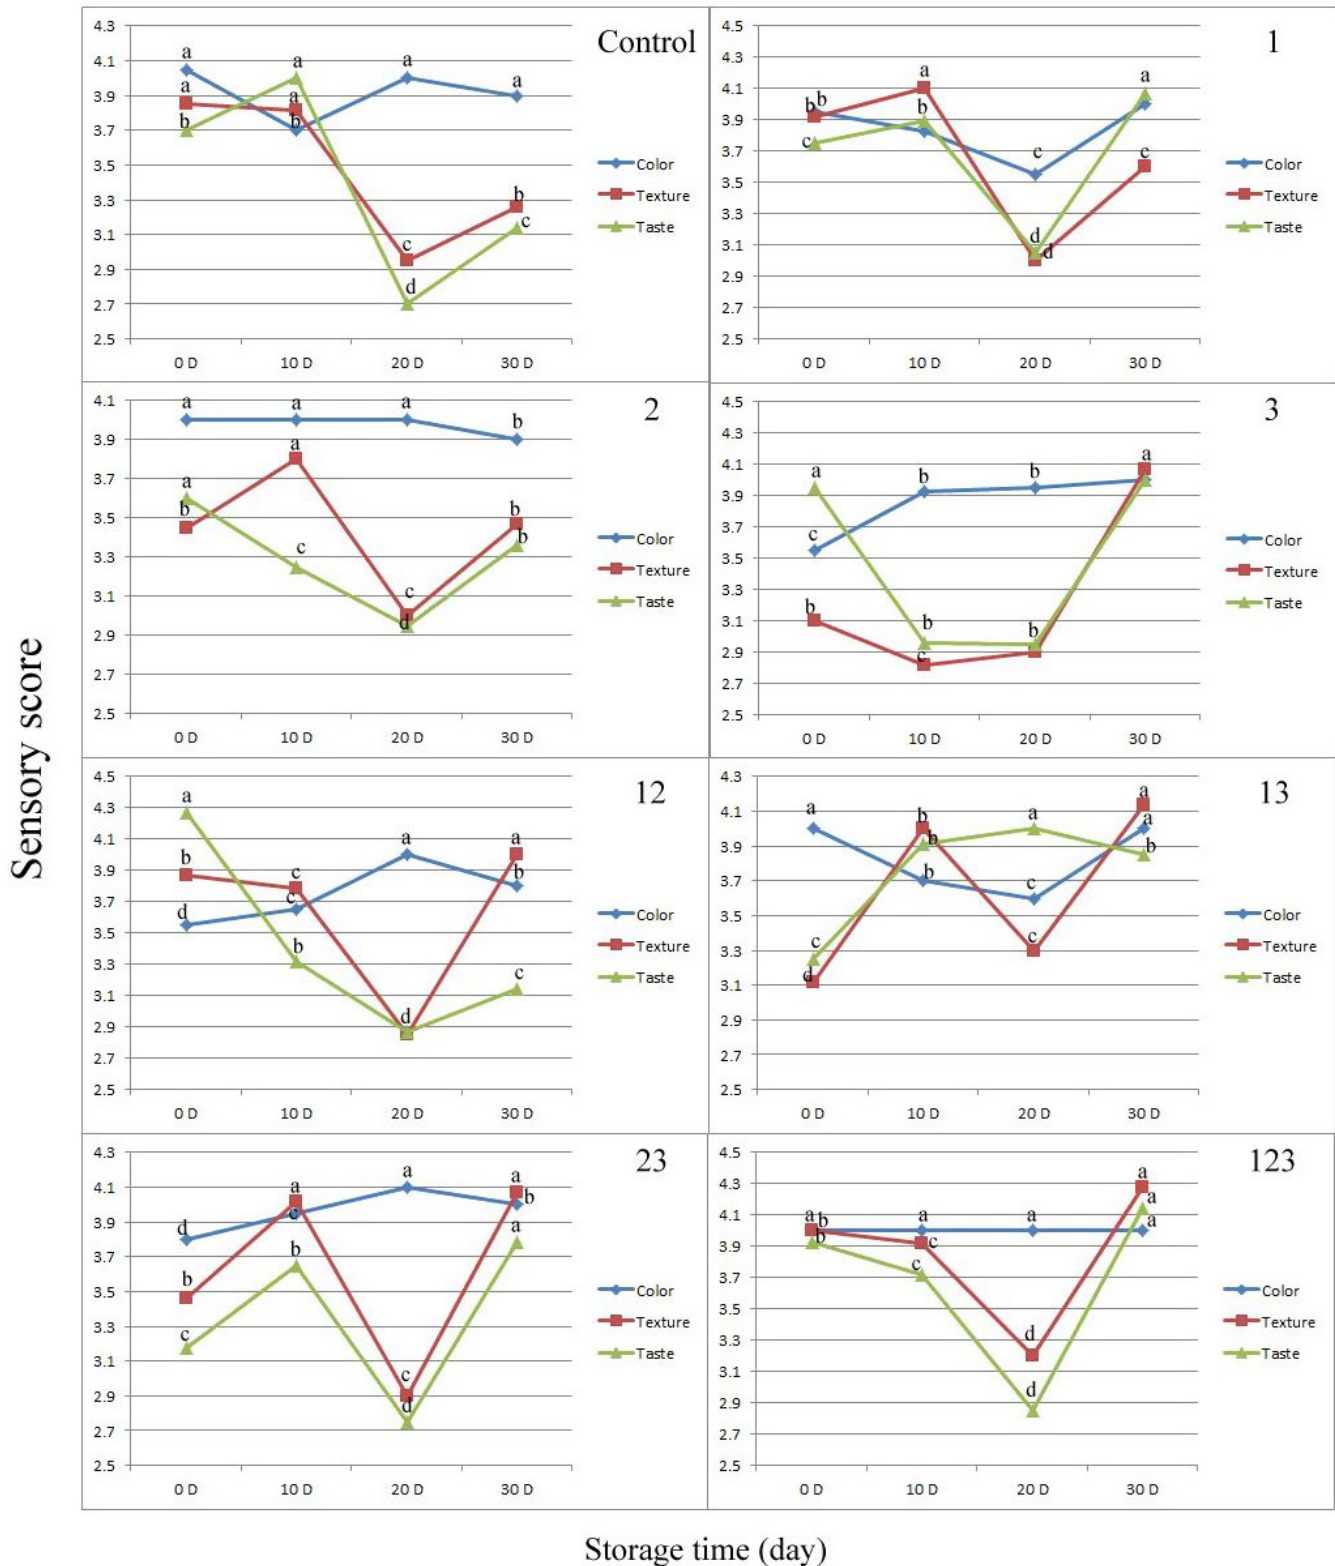 Sensory score
Control
4.3
4.1
3.9
3.7
3.5
3.3
3.1
2.9
2.7
2.5
a
a
b
a
a
b
a
c
d
a
b
c
0 D
10 D
20 D
30 D
Color
Texture
Taste
1
4.5
4.3
4.1
3.9
3.7
3.5
3.3
3.1
2.9
2.7
2.5
b
b
c
a
b
c
d
d
a
c
0 D
10 D
20 D
30 D
Color
Texture
Taste
2
4.1
3.9
3.7
3.5
3.3
3.1
2.9
2.7
2.5
a
a
b
a
a
c
a
c
d
b
b
b
0 D
10 D
20 D
30 D
Color
Texture
Taste
3
4.5
4.3
4.1
3.9
3.7
3.5
3.3
3.1
2.9
2.7
2.5
a
c
b
b
b
c
b
b
a
0 D
10 D
20 D
30 D
Color
Texture
Taste
12
4.5
4.3
4.1
3.9
3.7
3.5
3.3
3.1
2.9
2.7
2.5
a
b
d
c
c
b
a
d
a
b
c
0 D
10 D
20 D
30 D
Color
Texture
Taste
13
4.3
4.1
3.9
3.7
3.5
3.3
3.1
2.9
2.7
2.5
a
c
d
b
b
b
a
c
c
a
a
b
0 D
10 D
20 D
30 D
Color
Texture
Taste
23
4.3
4.1
3.9
3.7
3.5
3.3
3.1
2.9
2.7
2.5
d
b
c
a
c
b
a
c
d
a
b
a
0 D
10 D
20 D
30 D
Color
Texture
Taste
123
4.5
4.3
4.1
3.9
3.7
3.5
3.3
3.1
2.9
2.7
2.5
a
b
b
a
c
c
a
d
d
a
a
a
0 D
10 D
20 D
30 D
Color
Texture
Taste
Storage time (day)